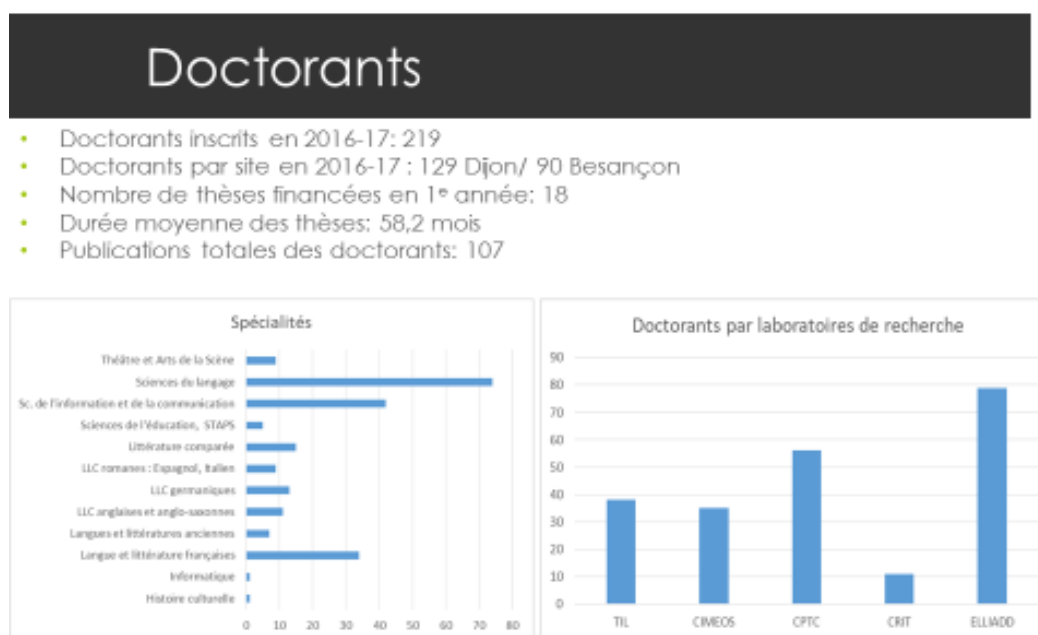 Doctorants
• Doctorants inscrits en 2016-17: 219
• Doctorants par site en 2016-17 : 129 Dijon/ 90 Besançon
• Nombre de thèses financées en 1e année: 18
• Durée moyenne des thèses: 58,2 mois
• Publications totales des doctorants: 107
Spécialités
Théâtre et Arts de la Scène
Sciences du langage
Sc. de l'information et de la communication
Sciences de l'éducation, STAPS
Littérature comparée
LLC romanes : Espagnol, Italien
LLC germaniques
LLC anglaises et anglo-saxonnes
Langues et littératures anciennes
Langue et littérature françaises
Informatique
Histoire culturelle
0 10 20 30 40 50 60 70 80
Doctorants par laboratoires de recherche
90
80
70
60
50
40
30
20
10
0
TIL CIMEOS CPTC CRIT ELLIADD